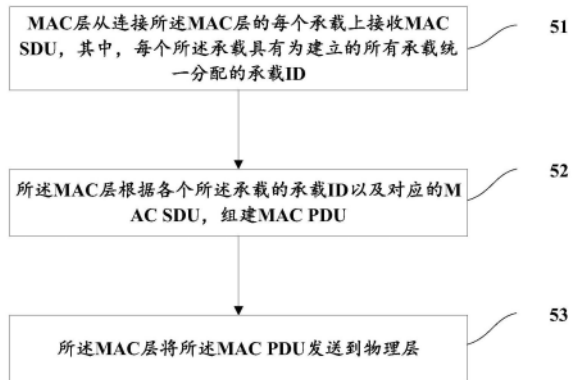 MAC层从连接所述MAC层的每个承载上接收MAC
SDU，其中，每个所述承载具有为建立的所有承载统
一分配的承载ID
51
所述MAC层根据各个所述承载的承载ID以及对应的M
AC SDU，组建MAC PDU
52
所述MAC层将所述MAC PDU发送到物理层
53